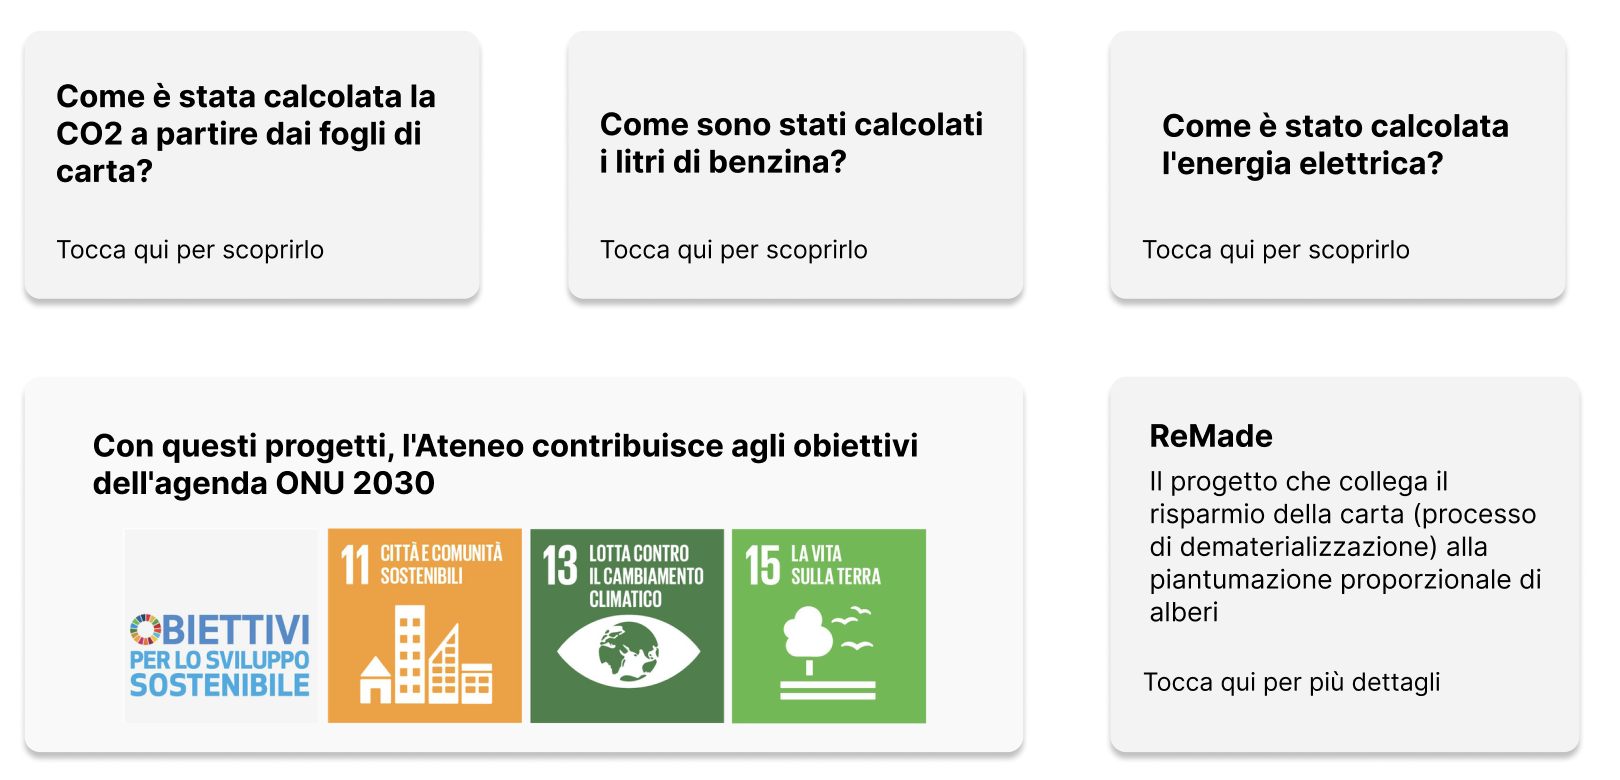 Come è stata calcolata la
CO2 a partire dai fogli di
carta?
Tocca qui per scoprirlo
Come sono stati calcolati
i litri di benzina?
Tocca qui per scoprirlo
Come è stato calcolata
l'energia elettrica?
Tocca qui per scoprirlo
Con questi progetti, l'Ateneo contribuisce agli obiettivi
dell'agenda ONU 2030
OBIETTIVI
PER LO SVILUPPO
SOSTENIBILE
11 CITTÀ E COMUNITÀ
SOSTENIBILI
13 LOTTA CONTRO
IL CAMBIAMENTO
CLIMATICO
15 LA VITA
SULLA TERRA
ReMade
Il progetto che collega il
risparmio della carta (processo
di dematerializzazione) alla
piantumazione proporzionale di
alberi
Tocca qui per più dettagli